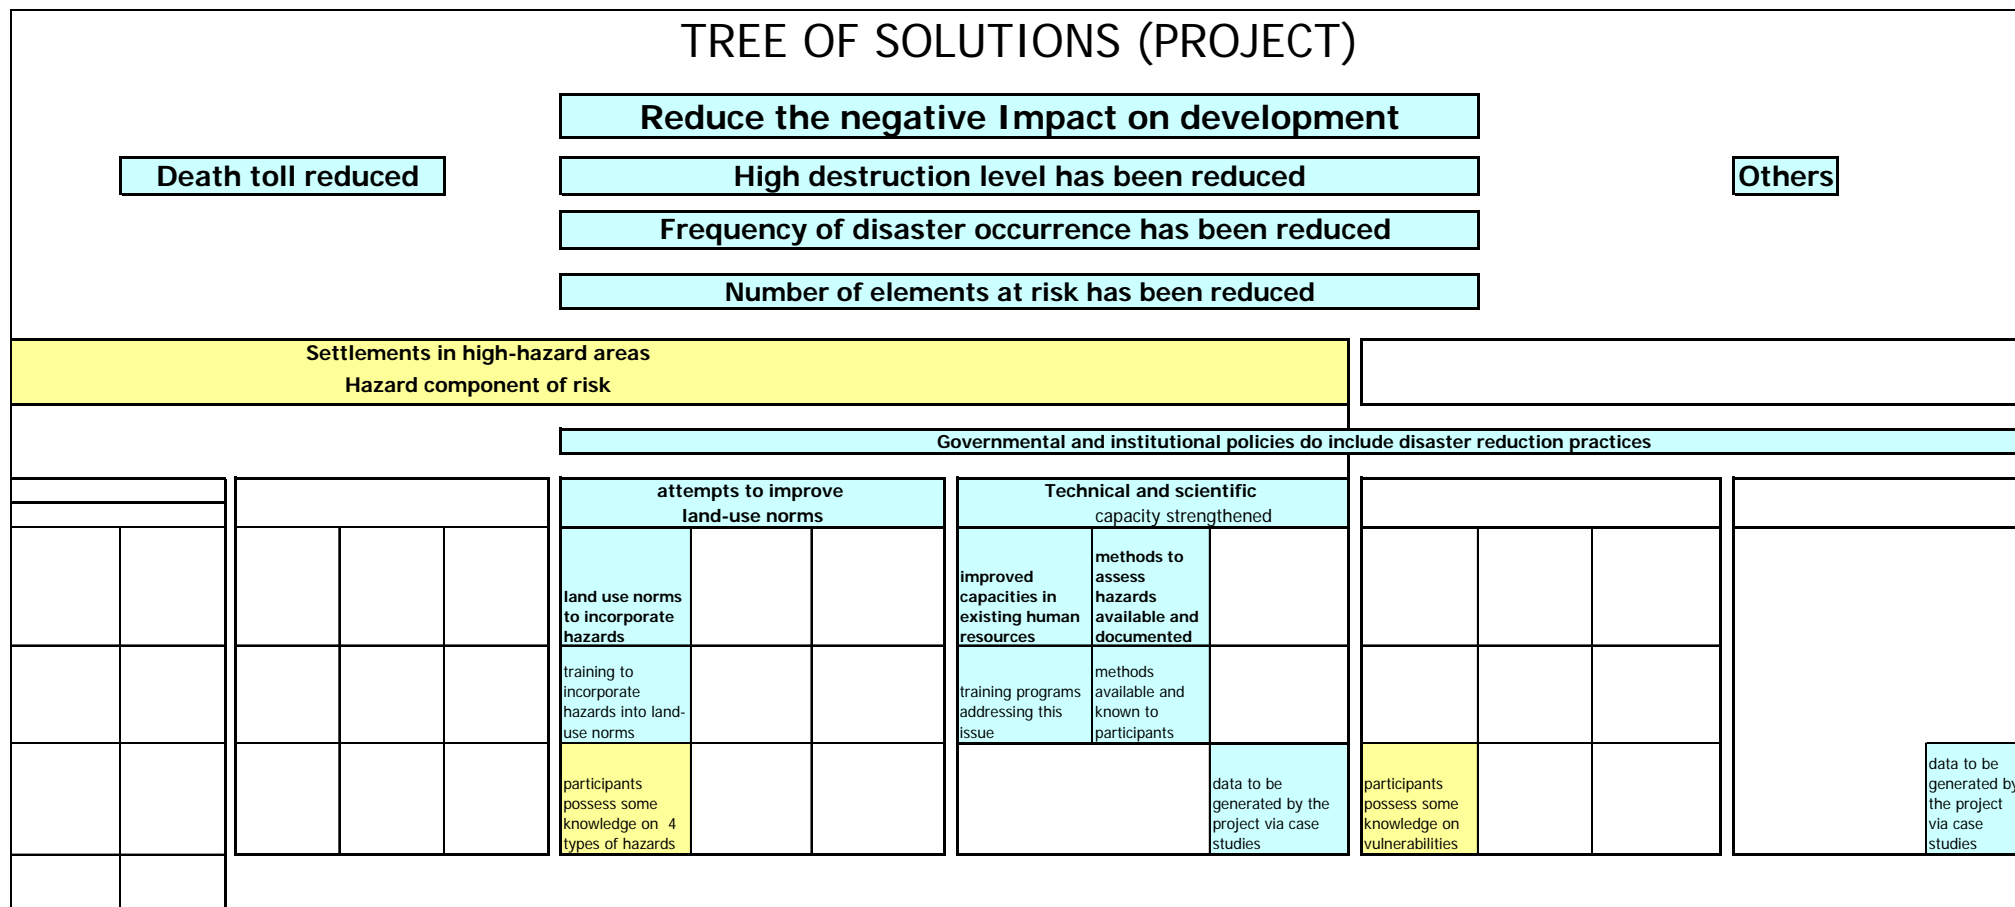 TREE OF SOLUTIONS (PROJECT)
Reduce the negative Impact on development
Death toll reduced
High destruction level has been reduced
Others
Frequency of disaster occurrence has been reduced
Number of elements at risk has been reduced
Settlements in high-hazard areas
Hazard component of risk
Governmental and institutional policies do include disaster reduction practices
attempts to improve
land-use norms
Technical and scientific
capacity strengthened
land use norms
to incorporate
hazards
improved
capacities in
existing human
resources
methods to
assess
hazards
available and
documented
training to
incorporate
hazards into land-
use norms
training programs
addressing this
issue
methods
available and
known to
participants
participants
possess some
knowledge on 4
types of hazards
data to be
generated by the
project via case
studies
participants
possess some
knowledge on
vulnerabilities
data to be
generated by
the project
via case
studies